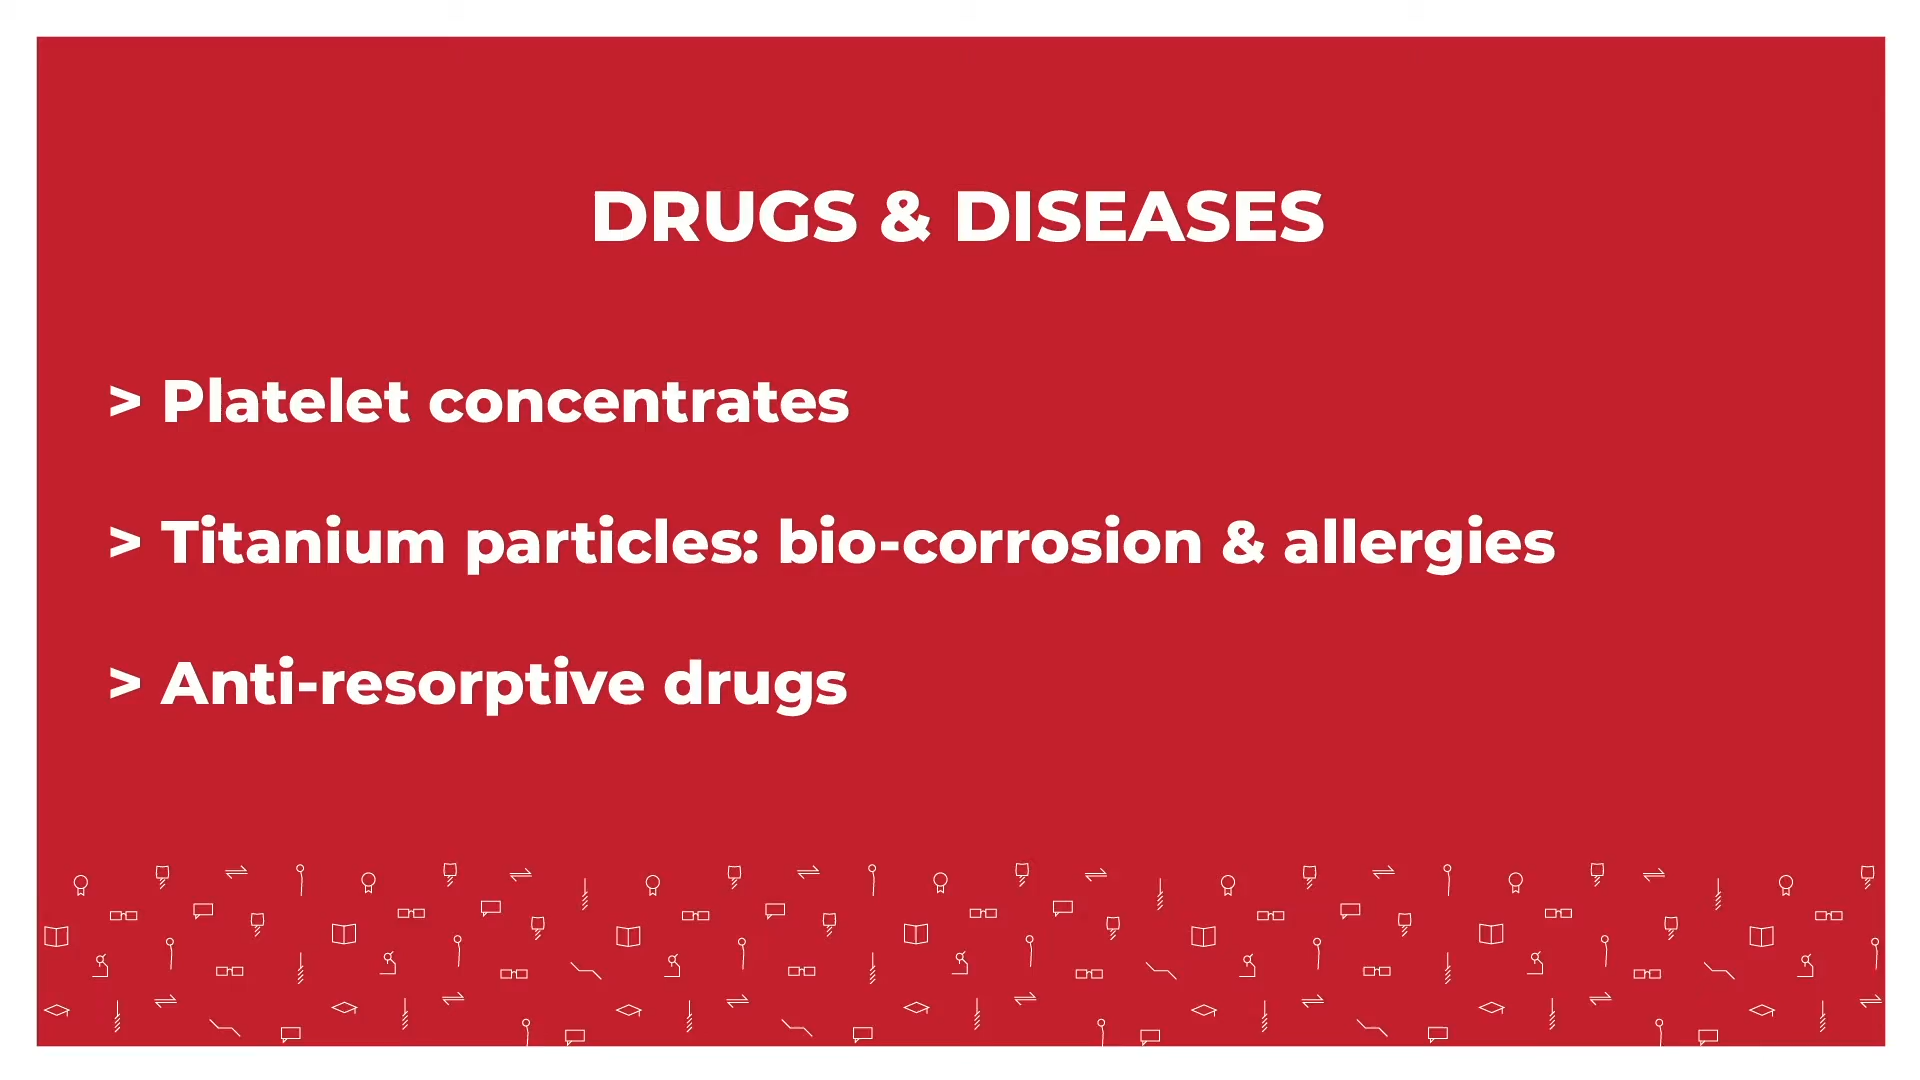 DRUGS & DISEASES
> Platelet concentrates
> Titanium particles: bio-corrosion & allergies
> Anti-resorptive drugs